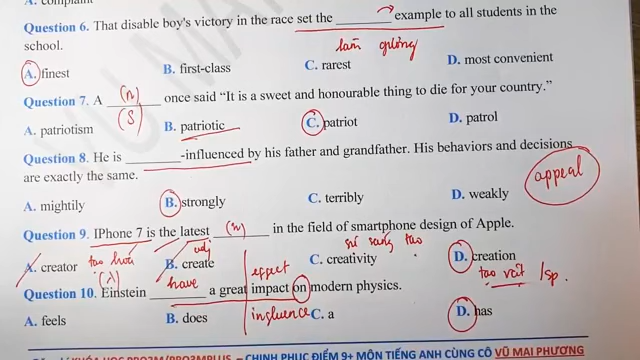 A. complaint
Question 6. That disable boy's victory in the race set the ________ example to all students in the
school.
làm gương
A. finest B. first-class C. rarest D. most convenient
(n)
Question 7. A ________ once said “It is a sweet and honourable thing to die for your country.”
(S)
A. patriotism B. patriotic C. patriot D. patrol
Question 8. He is ________-influenced by his father and grandfather. His behaviors and decisions
are exactly the same.
appeal
A. mightily B. strongly C. terribly D. weakly
Question 9. IPhone 7 is the latest ________ in the field of smartphone design of Apple.
(n)
tạo hoá adj sự sáng tạo
A. creator B. create C. creativity D. creation
have effect tạo vật /sp.
Question 10. Einstein ________ a great impact on modern physics.
influence
A. feels B. does C. a D. has
CHINH PHỤC ĐIỂM 9+ MÔN TIẾNG ANH CÙNG CÔ VŨ MAI PHƯƠNG